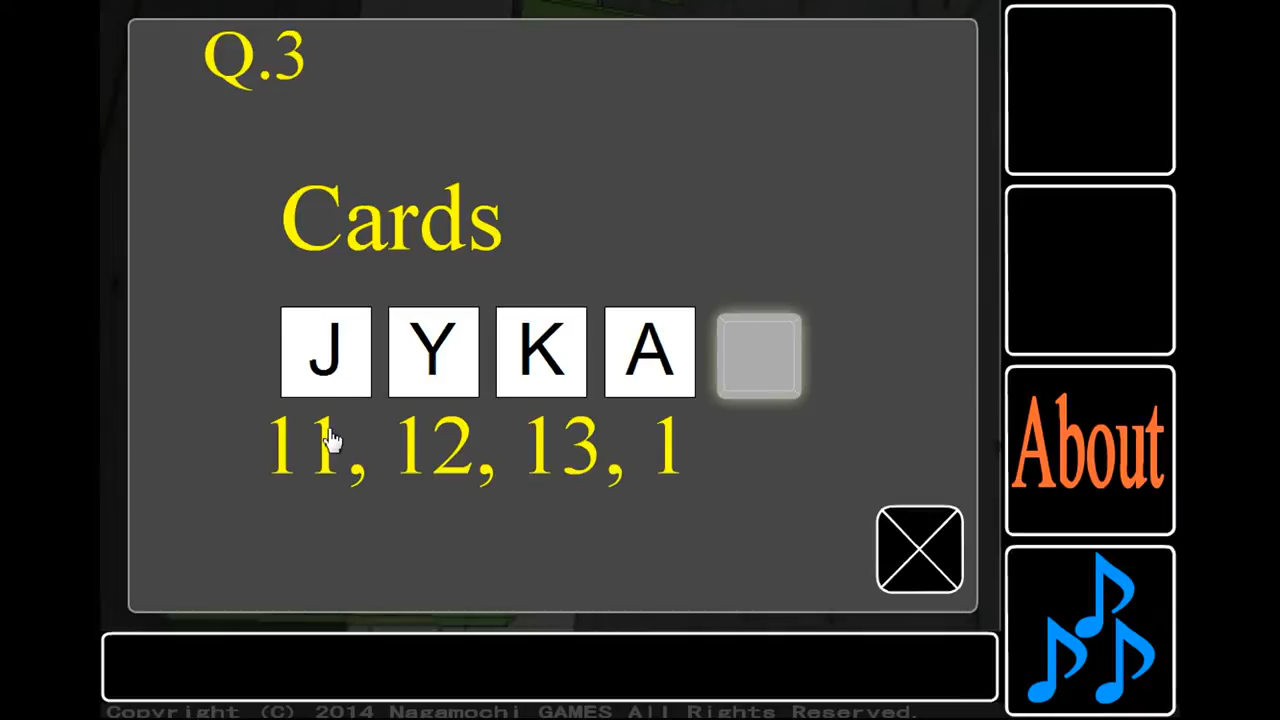 Q.3
Cards
J Y K A
11, 12, 13, 1
About
Copyright (C) 2014 Nagamochi GAMES All Rights Reserved.